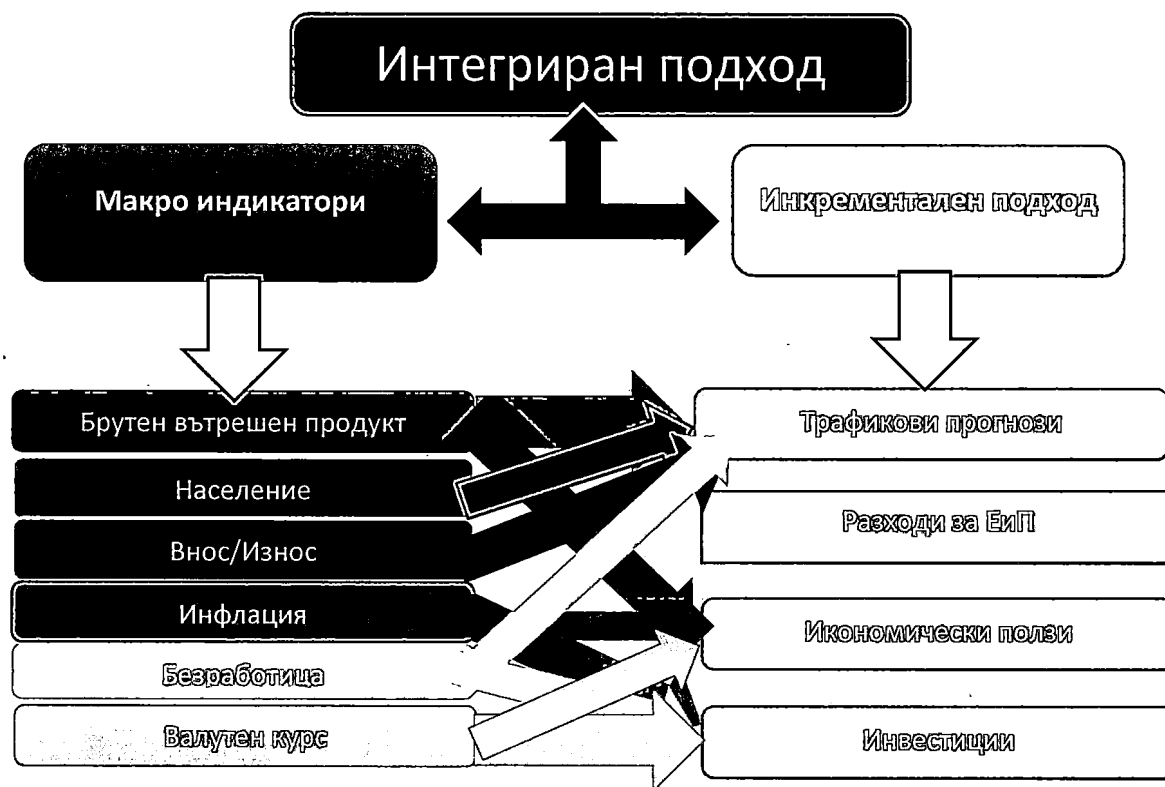 Интегриран подход
Макро индикатори
Инкрементален подход
Брутен вътрешен продукт
Население
Внос/Износ
Инфлация
Безработица
Валутен курс
Трафикови прогнози
Разходи за ЕиП
Икономически ползи
Инвестиции